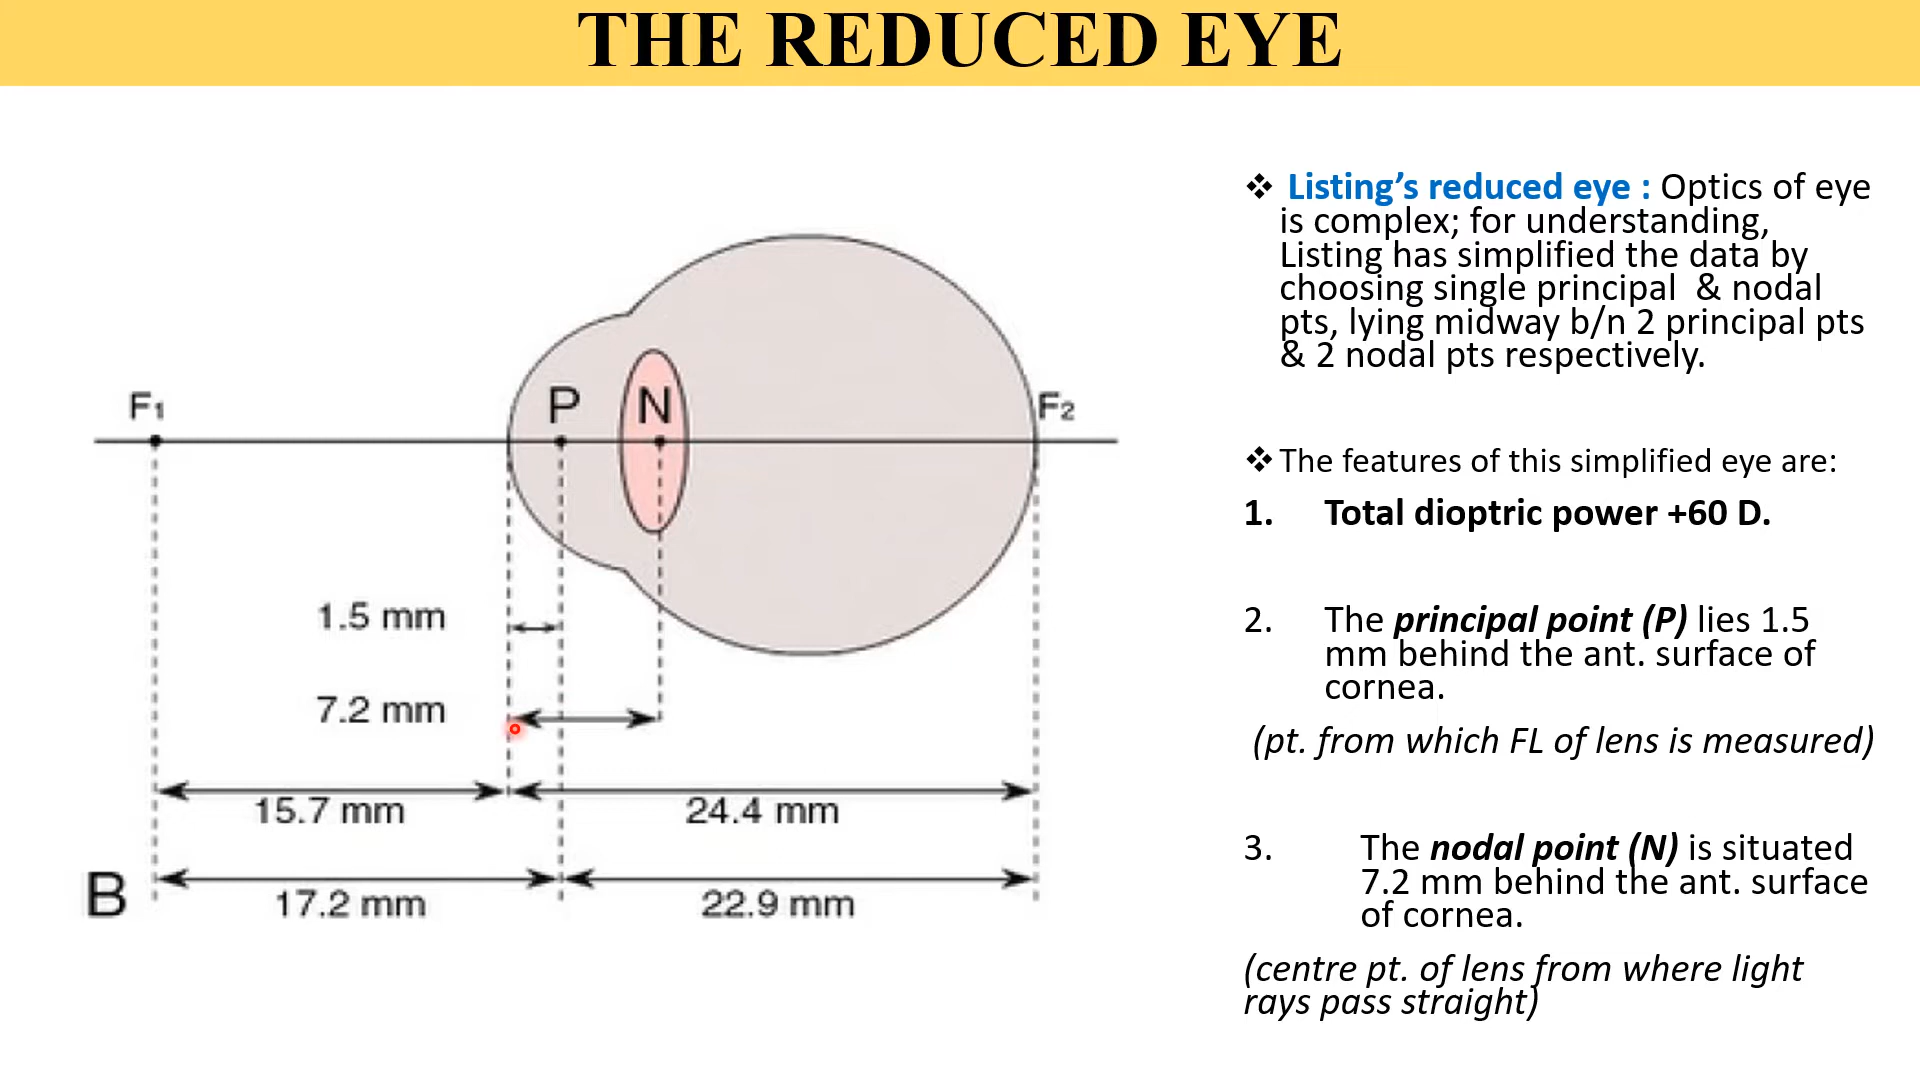 THE REDUCED EYE
❖ Listing’s reduced eye : Optics of eye
is complex; for understanding,
Listing has simplified the data by
choosing single principal & nodal
pts, lying midway b/n 2 principal pts
& 2 nodal pts respectively.
❖ The features of this simplified eye are:
1. Total dioptric power +60 D.
2. The principal point (P) lies 1.5
mm behind the ant. surface of
cornea.
(pt. from which FL of lens is measured)
3. The nodal point (N) is situated
7.2 mm behind the ant. surface
of cornea.
(centre pt. of lens from where light
rays pass straight)
F1
P
N
F2
1.5 mm
7.2 mm
15.7 mm
24.4 mm
B
17.2 mm
22.9 mm